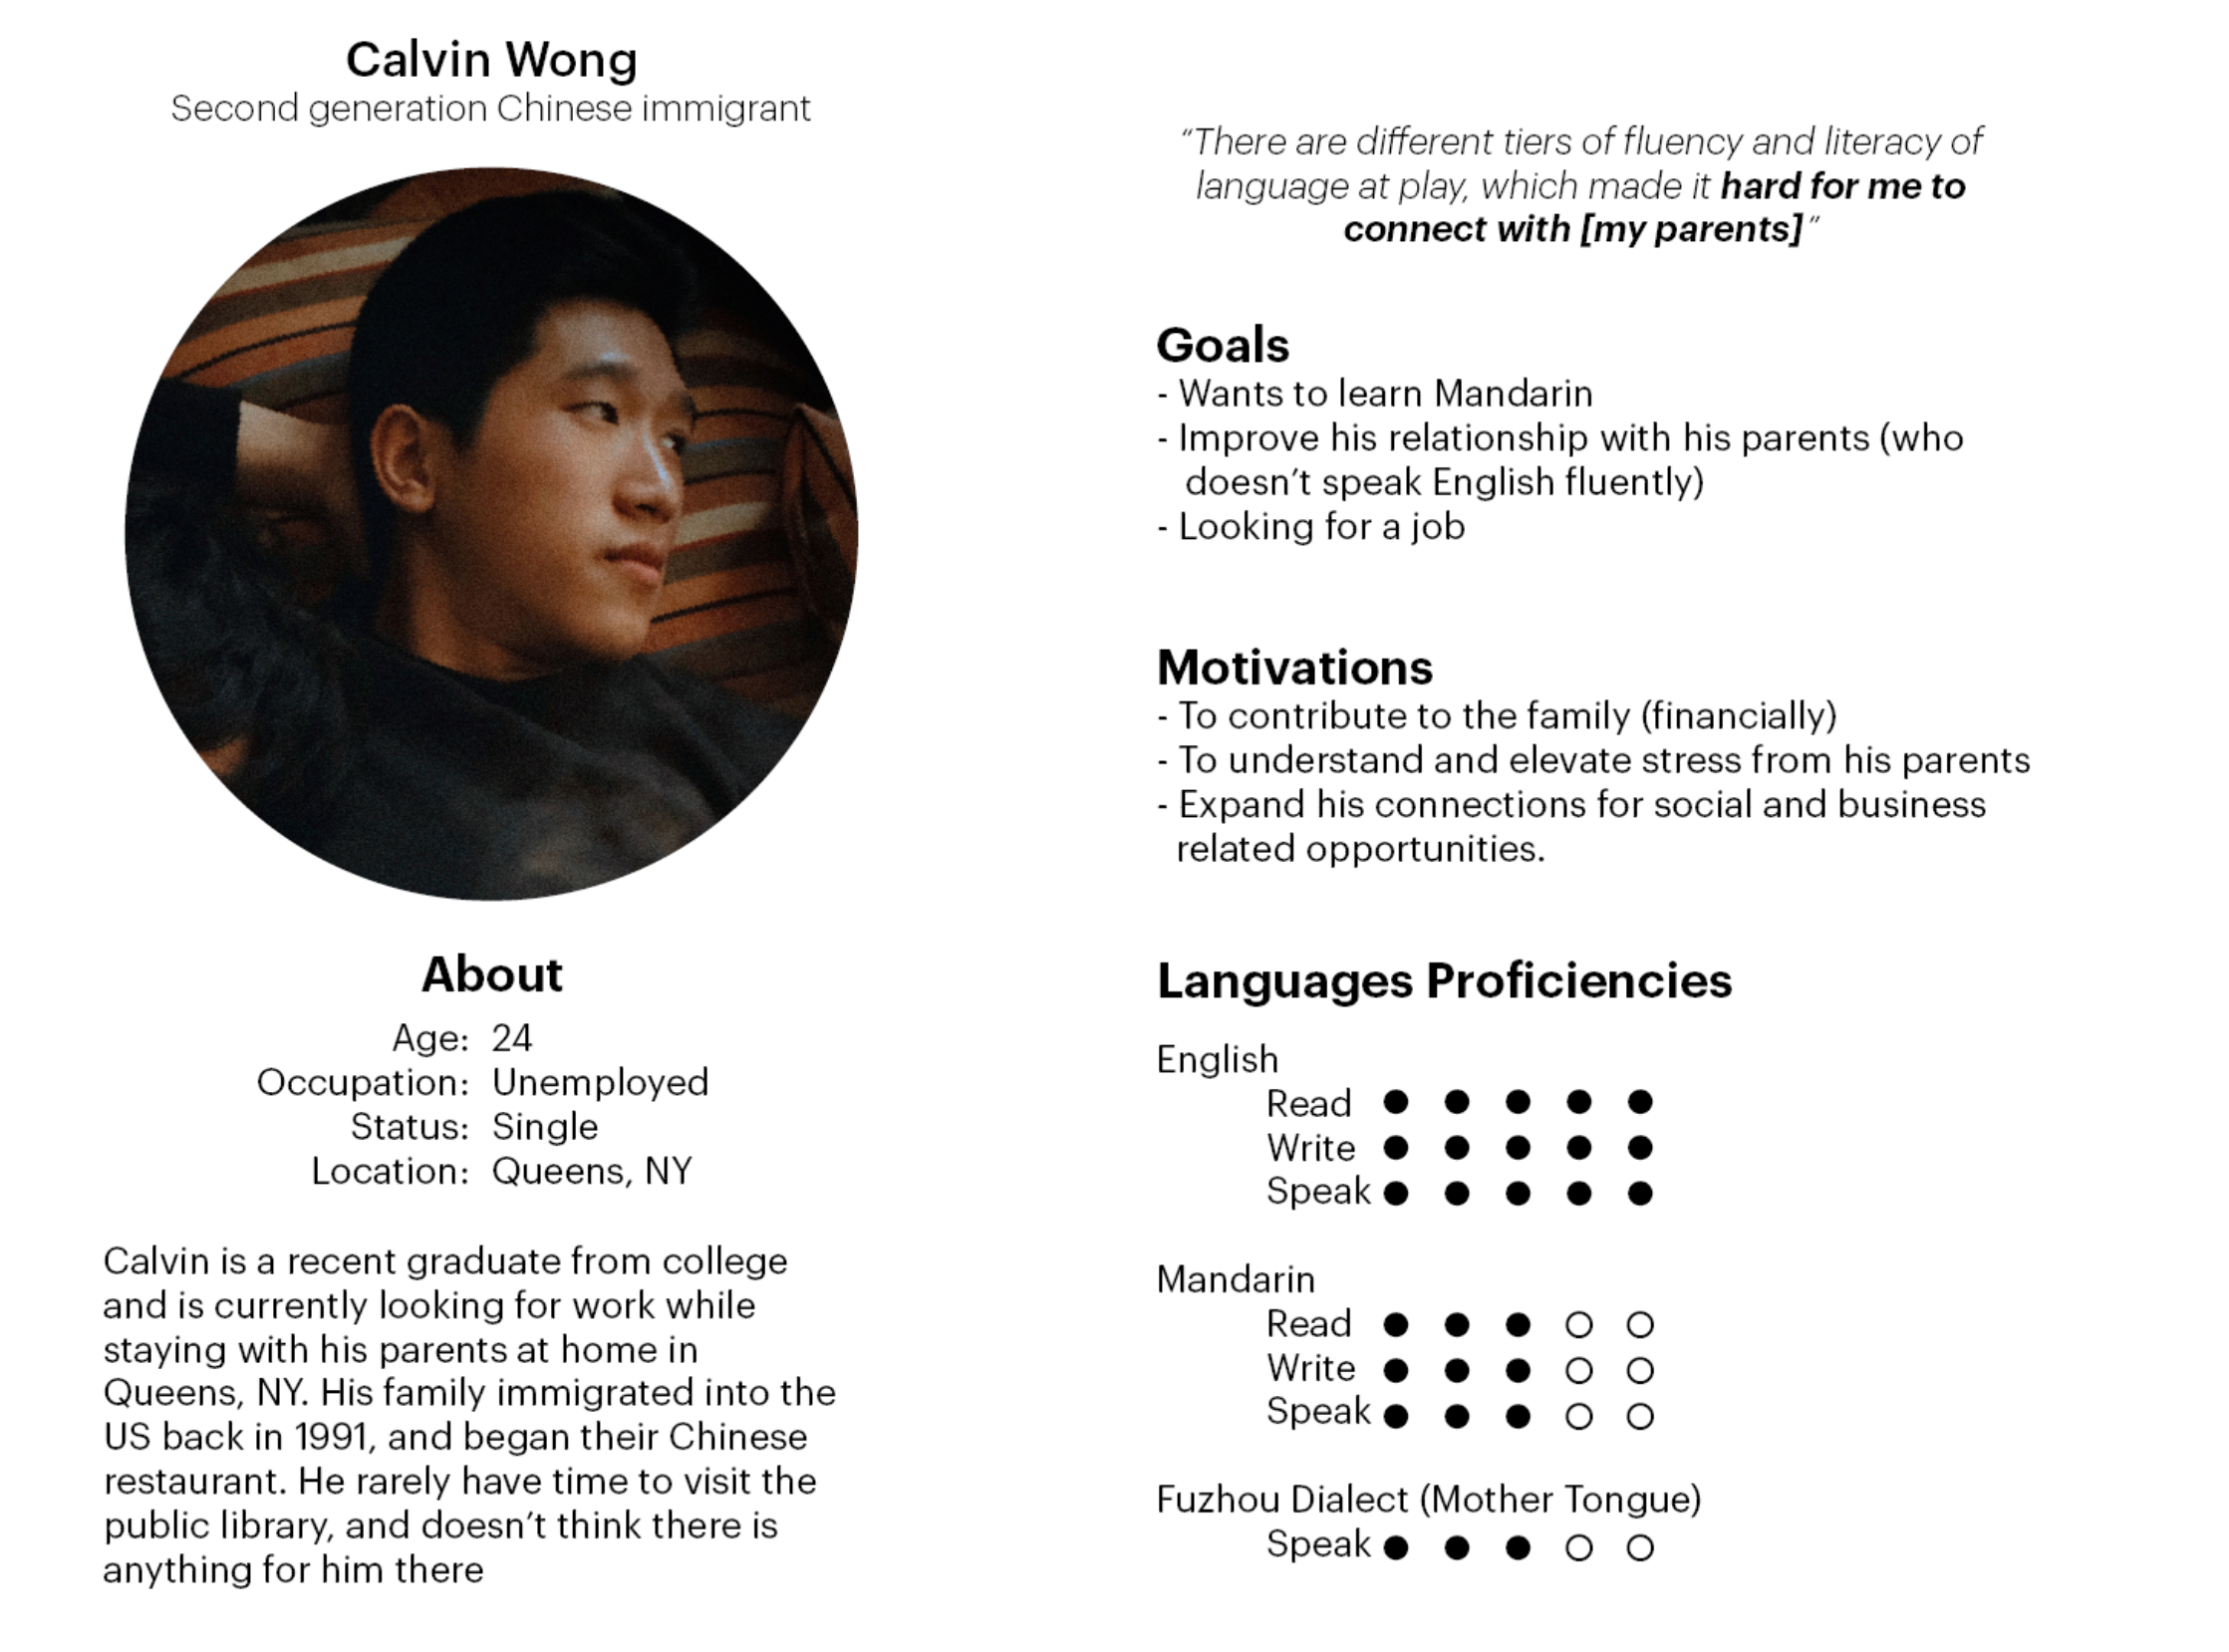 Calvin Wong
Second generation Chinese immigrant
About
Age: 24
Occupation: Unemployed
Status: Single
Location: Queens, NY
Calvin is a recent graduate from college
and is currently looking for work while
staying with his parents at home in
Queens, NY. His family immigrated into the
US back in 1991, and began their Chinese
restaurant. He rarely have time to visit the
public library, and doesn’t think there is
anything for him there
“There are different tiers of fluency and literacy of
language at play, which made it hard for me to
connect with [my parents]”
Goals
- Wants to learn Mandarin
- Improve his relationship with his parents (who
doesn’t speak English fluently)
- Looking for a job
Motivations
- To contribute to the family (financially)
- To understand and elevate stress from his parents
- Expand his connections for social and business
related opportunities.
Languages Proficiencies
English
Read
Write
Speak
Mandarin
Read
Write
Speak
Fuzhou Dialect (Mother Tongue)
Speak